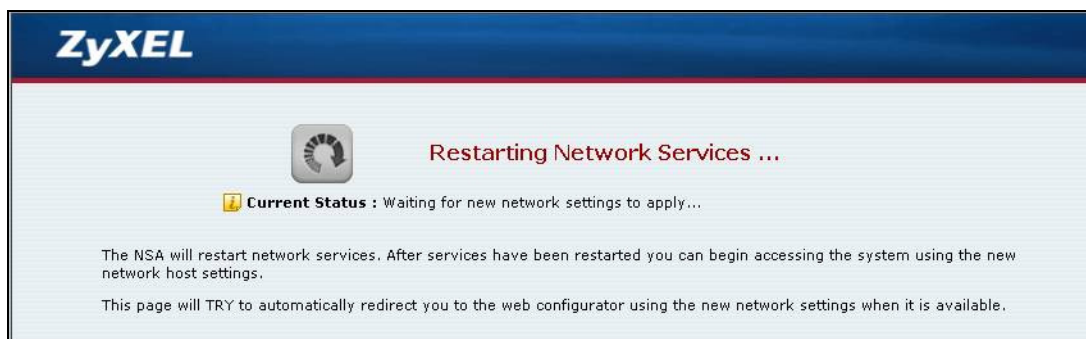 ZyXEL
Restarting Network Services ...
Current Status : Waiting for new network settings to apply...
The NSA will restart network services. After services have been restarted you can begin accessing the system using the new
network host settings.
This page will TRY to automatically redirect you to the web configurator using the new network settings when it is available.